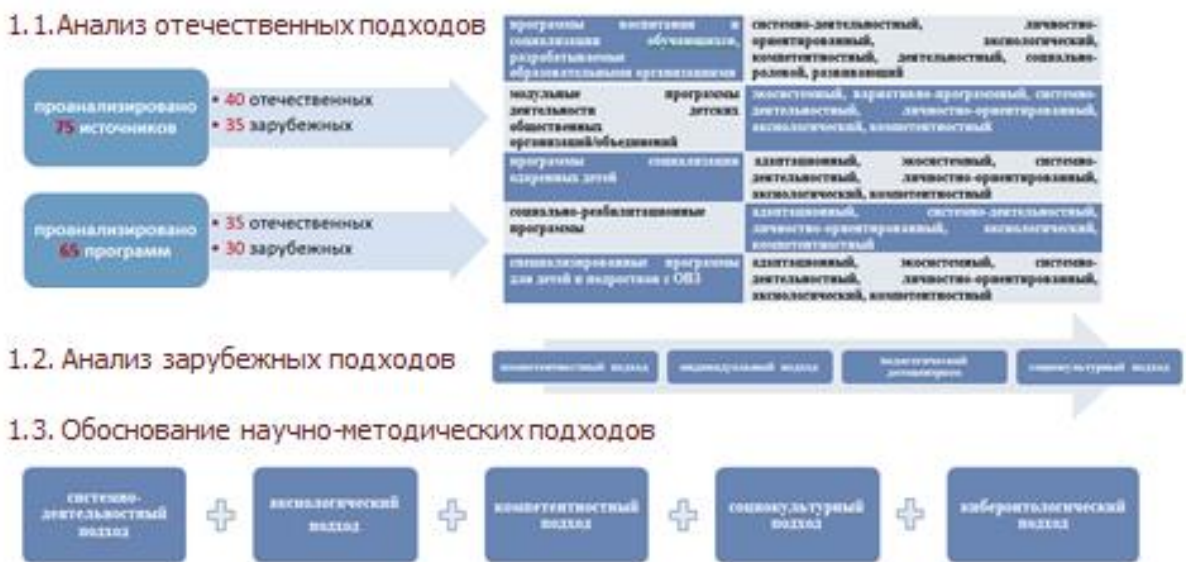 1.1.Анализ отечественных подходов
проанализировано
75 источников
• 40 отечественных
• 35 зарубежных
проанализировано
65 программ
• 35 отечественных
• 30 зарубежных
программы воспитания и
социализации обучающихся,
разрабатываемые
образовательными организациями
системно-деятельностный, личностно-
ориентированный, аксиологический,
компетентностный, деятельностный, социально-
ролевой, развивающий
модульные программы
деятельности детских
общественных
организаций/объединений
экосистемный, вариативно-программный, системно-
деятельностный, личностно-ориентированный,
аксиологический, компетентностный
программы социализации
одаренных детей
адаптационный, экосистемный, системно-
деятельностный, личностно-ориентированный,
аксиологический, компетентностный
социально-реабилитационные
программы
адаптационный, системно-деятельностный,
личностно-ориентированный, аксиологический,
компетентностный
специализированные программы
для детей и подростков с ОВЗ
адаптационный, экосистемный, системно-
деятельностный, личностно-ориентированный,
аксиологический, компетентностный
1.2. Анализ зарубежных подходов
компетентностный подход
индивидуальный подход
социокультурный подход
1.3. Обоснование научно-методических подходов
системно-
деятельностный
подход
аксиологический
подход
компетентностный
подход
социокультурный
подход
киберонтологический
подход